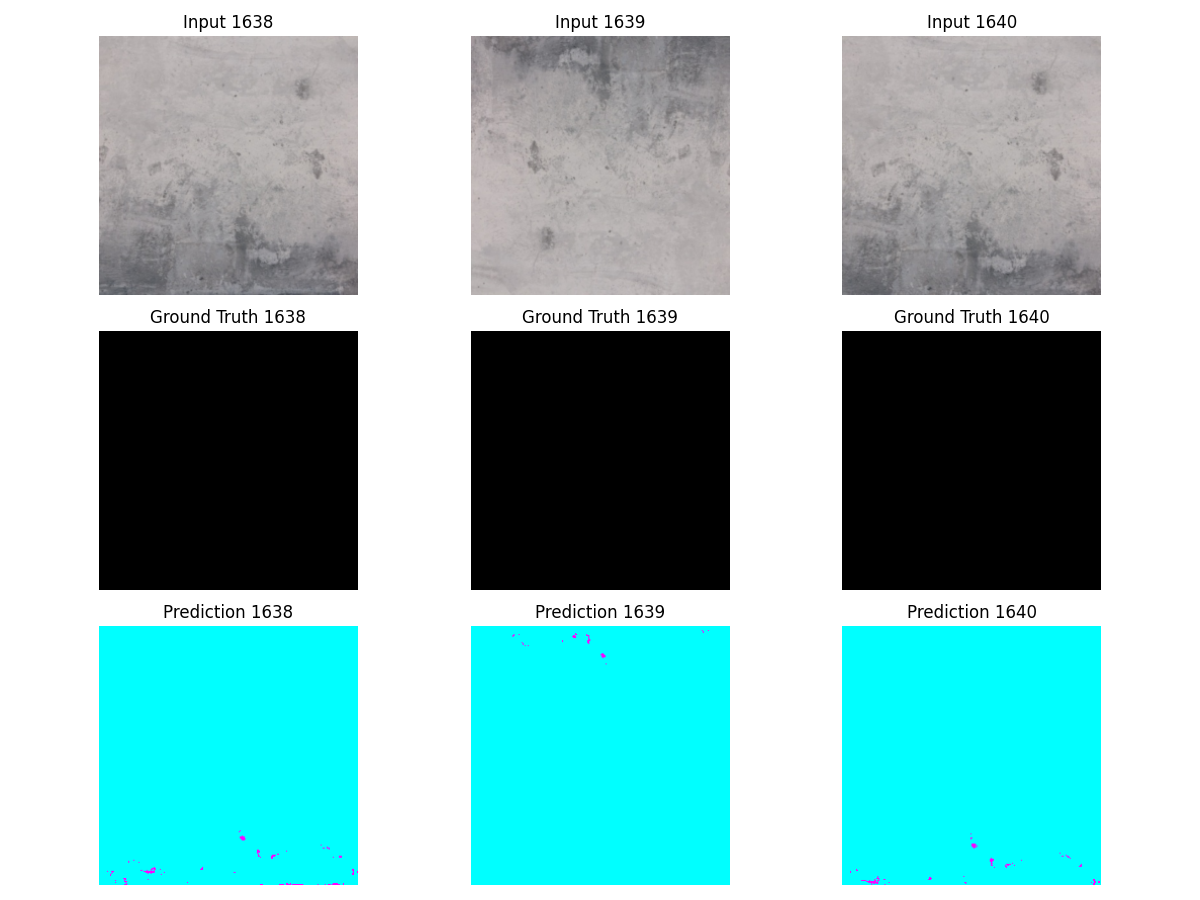 Input 1638
Input 1639
Input 1640
Ground Truth 1638
Ground Truth 1639
Ground Truth 1640
Prediction 1638
Prediction 1639
Prediction 1640